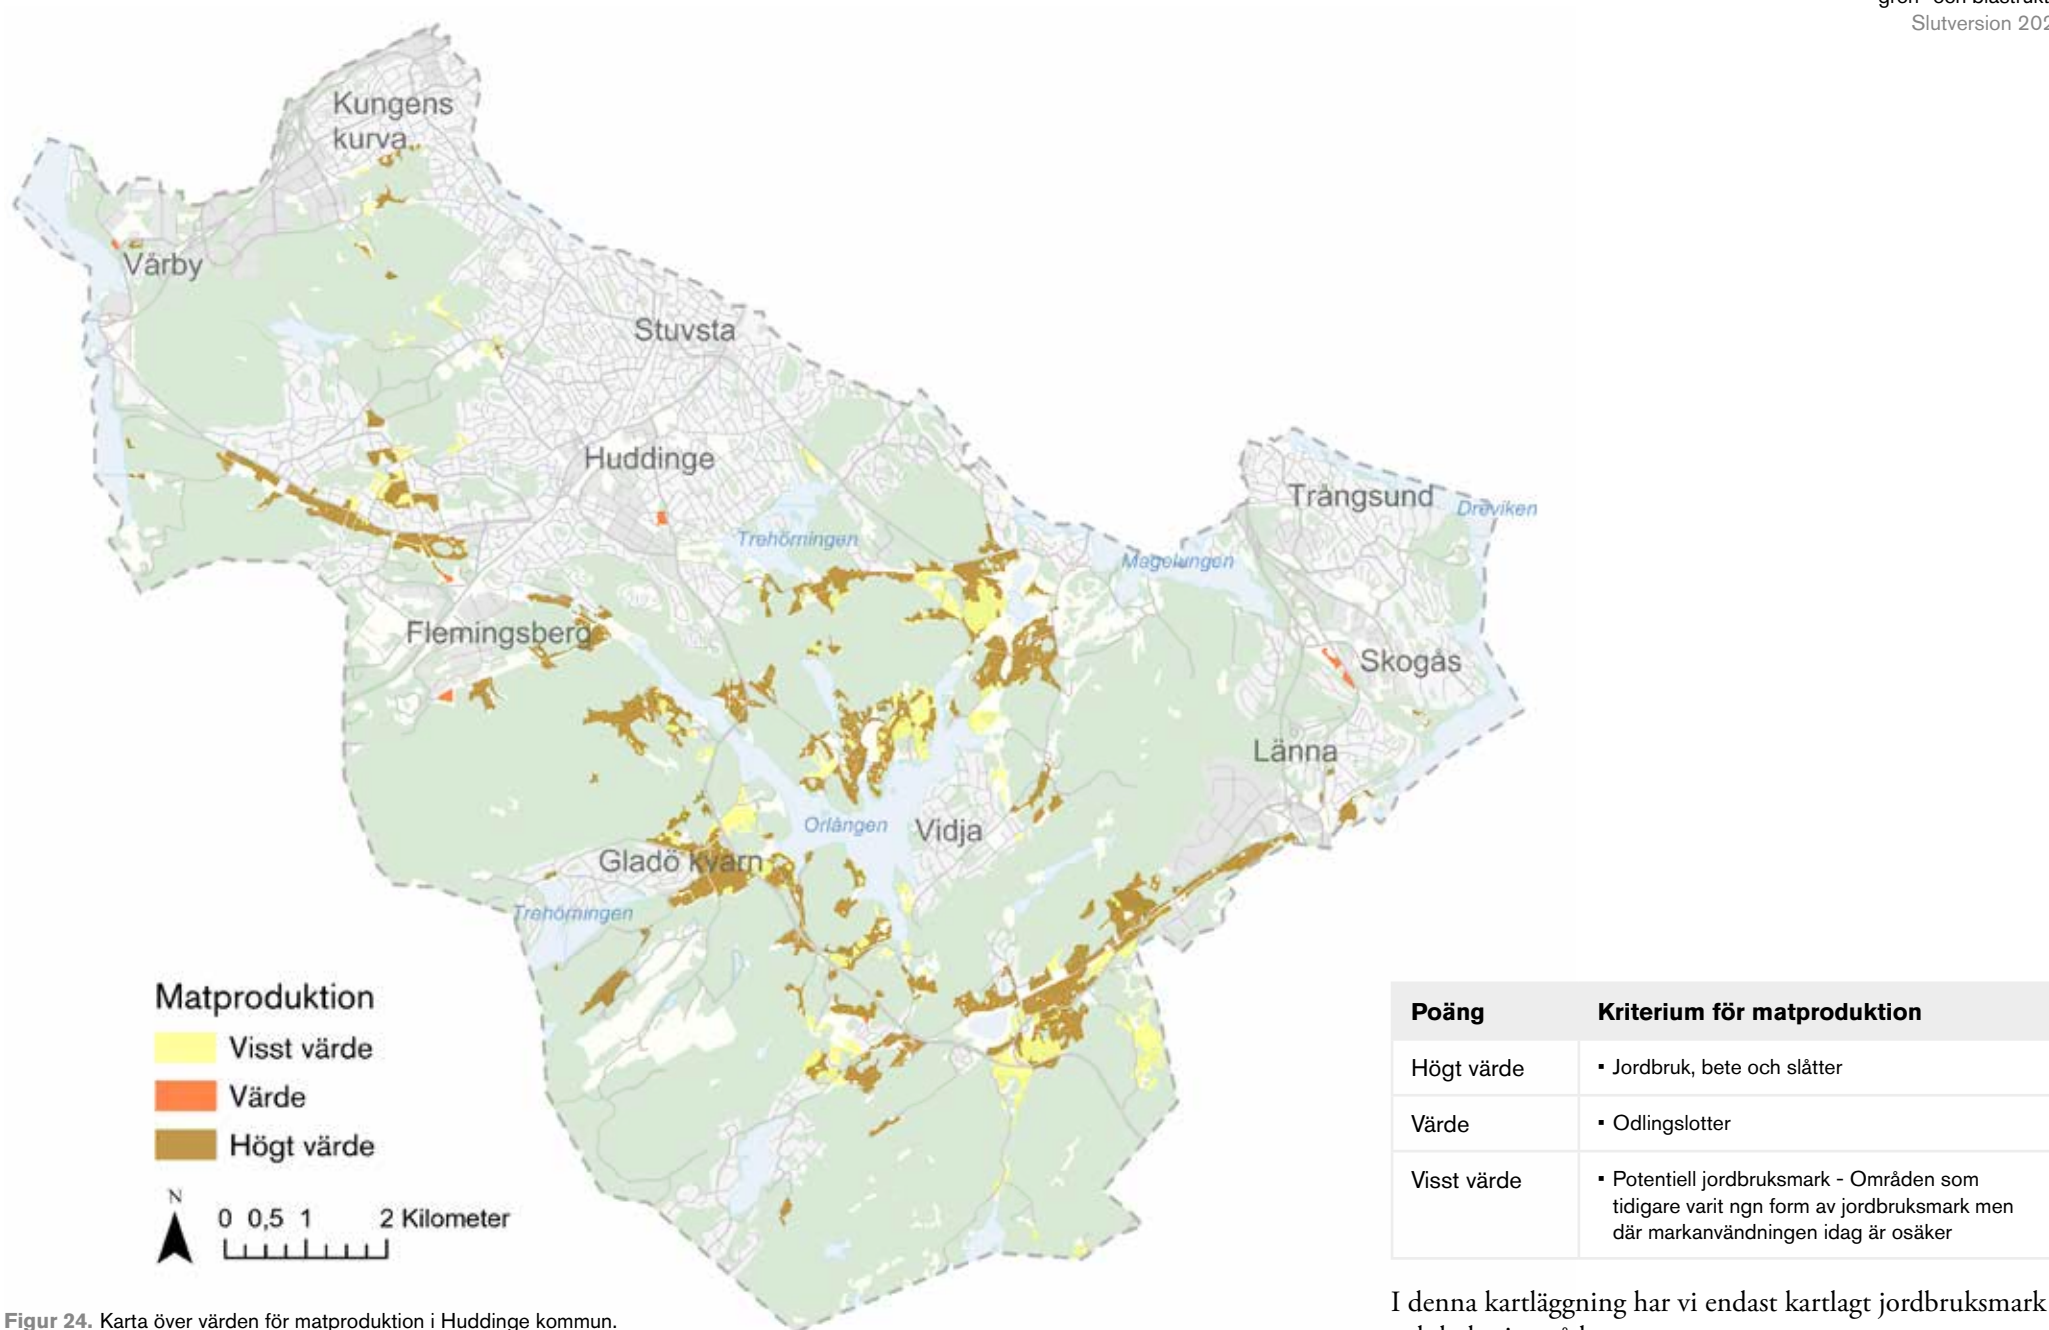 Slutversion 202
Kungens
kurva
Vårby
Stuvsta
Huddinge
Trångsund
Dreviken
Trehörningen
Magelungen
Flemingsberg
Skogås
Länna
Orlången
Vidja
Gladö kvarn
Trehörningen
Matproduktion
Visst värde
Värde
Högt värde
N
0 0,5 1 2 Kilometer
Figur 24. Karta över värden för matproduktion i Huddinge kommun.
Poäng Kriterium för matproduktion
Högt värde ▪ Jordbruk, bete och slåtter
Värde ▪ Odlingslotter
Visst värde ▪ Potentiell jordbruksmark - Områden som
tidigare varit ngn form av jordbruksmark men
där markanvändningen idag är osäker
I denna kartläggning har vi endast kartlagt jordbruksmark